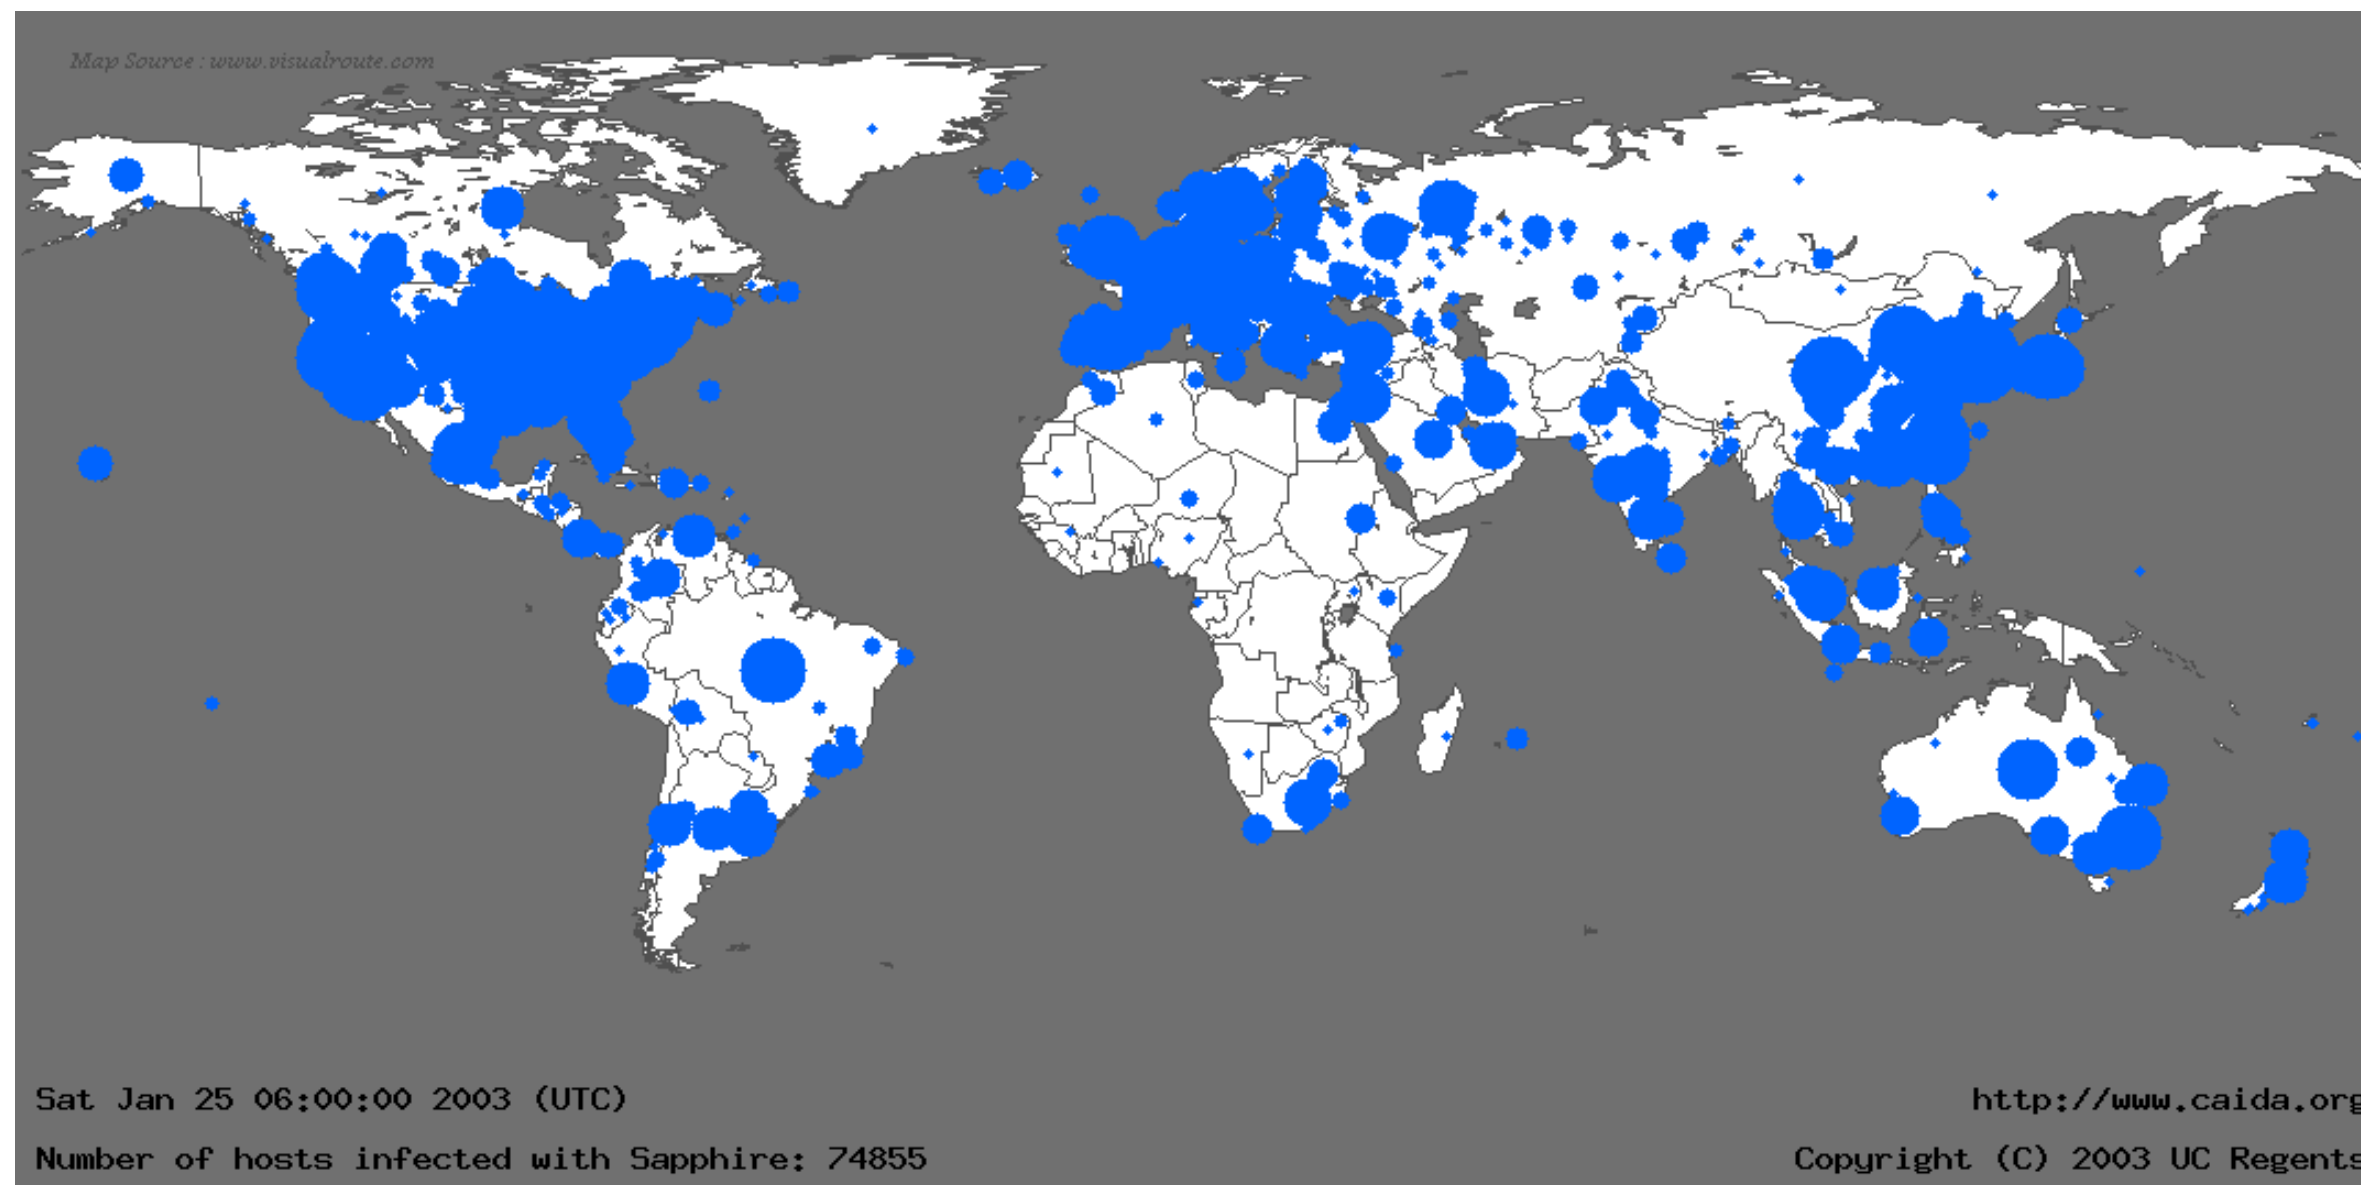 Map Source : www.visualroute.com
Sat Jan 25 06:00:00 2003 (UTC)
http://www.caida.org
Number of hosts infected with Sapphire: 74855
Copyright (C) 2003 UC Regents